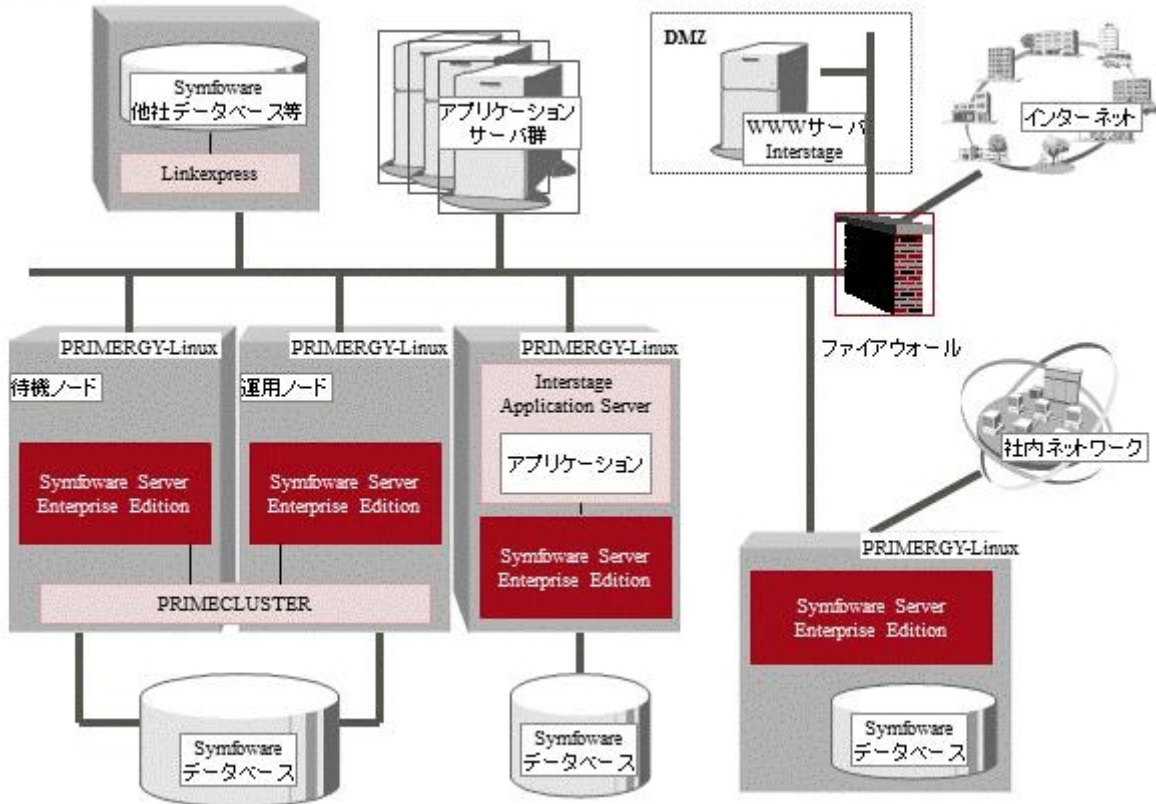 Symfoware
他社データベース等
Linkexpress
アプリケーション
サーバ群
DMZ
WWWサーバ
Interstage
インターネット
ファイアウォール
PRIMERGY-Linux
待機ノード
Symfoware Server
Enterprise Edition
PRIMERGY-Linux
運用ノード
Symfoware Server
Enterprise Edition
PRIMECLUSTER
Symfoware
データベース
PRIMERGY-Linux
Interstage
Application Server
アプリケーション
Symfoware Server
Enterprise Edition
Symfoware
データベース
社内ネットワーク
PRIMERGY-Linux
Symfoware Server
Enterprise Edition
Symfoware
データベース